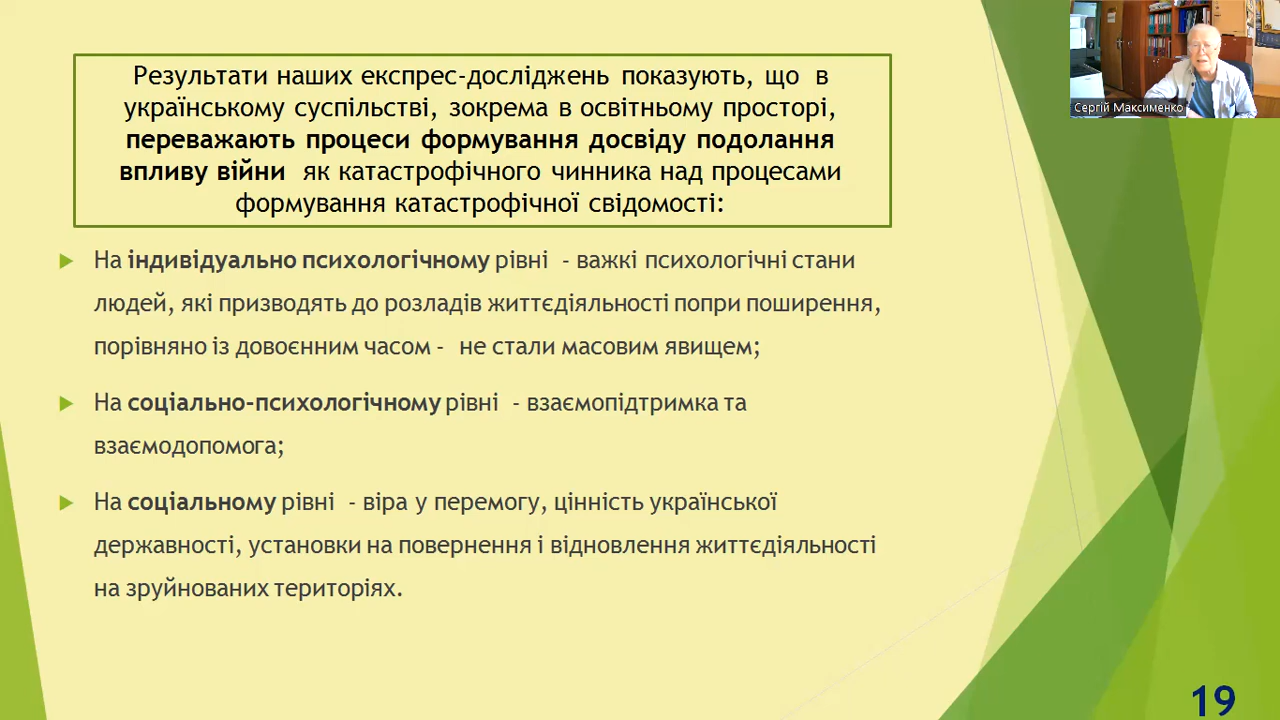 Результати наших експрес-досліджень показують, що в
українському суспільстві, зокрема в освітньому просторі,
переважають процеси формування досвіду подолання
впливу війни як катастрофічного чинника над процесами
формування катастрофічної свідомості:
На індивідуально психологічному рівні - важкі психологічні стани
людей, які призводять до розладів життєдіяльності попри поширення,
порівняно із довоєнним часом - не стали масовим явищем;
На соціально-психологічному рівні - взаємопідтримка та
взаємодопомога;
На соціальному рівні - віра у перемогу, цінність української
державності, установки на повернення і відновлення життєдіяльності
на зруйнованих територіях.
Сергій Максименко
19